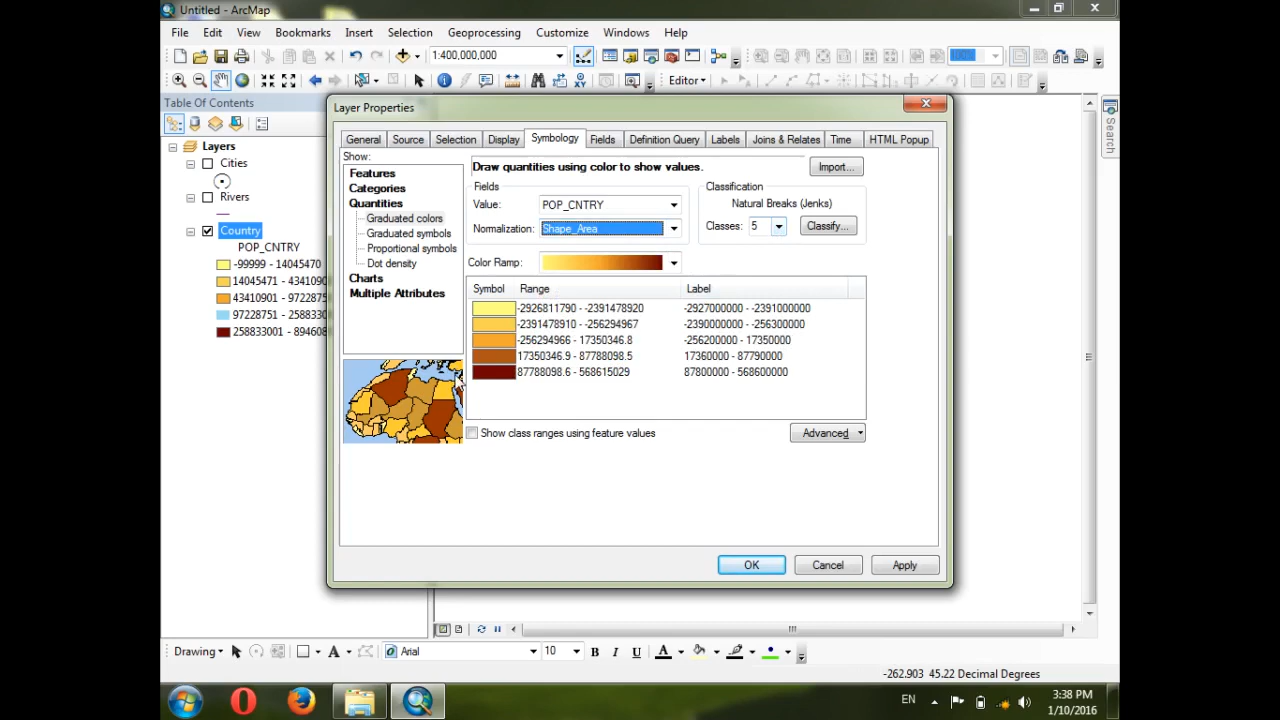 Untitled - ArcMap
File Edit View Bookmarks Insert Selection Geoprocessing Customize Windows Help
1:400,000,000
100%
Editor
Table Of Contents
Layers
Cities
Rivers
Country
POP_CNTRY
-99999 - 14045470
14045471 - 43410900
43410901 - 9722875
97228751 - 258833
258833001 - 894608
Layer Properties
General Source Selection Display Symbology Fields Definition Query Labels Joins & Relates Time HTML Popup
Show:
Features
Categories
Quantities
Graduated colors
Graduated symbols
Proportional symbols
Dot density
Charts
Multiple Attributes
Draw quantities using color to show values.
Import...
Fields
Value: POP_CNTRY
Normalization: Shape_Area
Classification
Natural Breaks (Jenks)
Classes: 5 Classify...
Color Ramp:
Symbol Range Label
-2926811790 - -2391478920 -2927000000 - -2391000000
-2391478910 - -256294967 -2390000000 - -256300000
-256294966 - 17350346.8 -256200000 - 17350000
17350346.9 - 87788098.5 17360000 - 87790000
87788098.6 - 568615029 87800000 - 568600000
Show class ranges using feature values
Advanced
OK Cancel Apply
Search
Drawing Arial 10 B I U A
-262.903 45.22 Decimal Degrees
EN
3:38 PM
1/10/2016